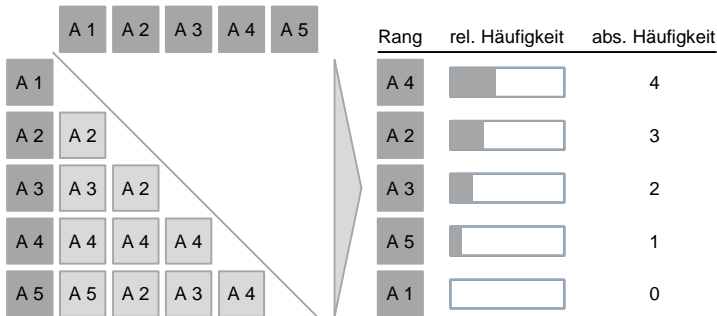 A 1 A 2 A 3 A 4 A 5
Rang rel. Häufigkeit abs. Häufigkeit
A 1
A 4 4
A 2 A 2
A 2 3
A 3 A 3 A 2
A 3 2
A 4 A 4 A 4 A 4
A 5 1
A 5 A 5 A 2 A 3 A 4
A 1 0